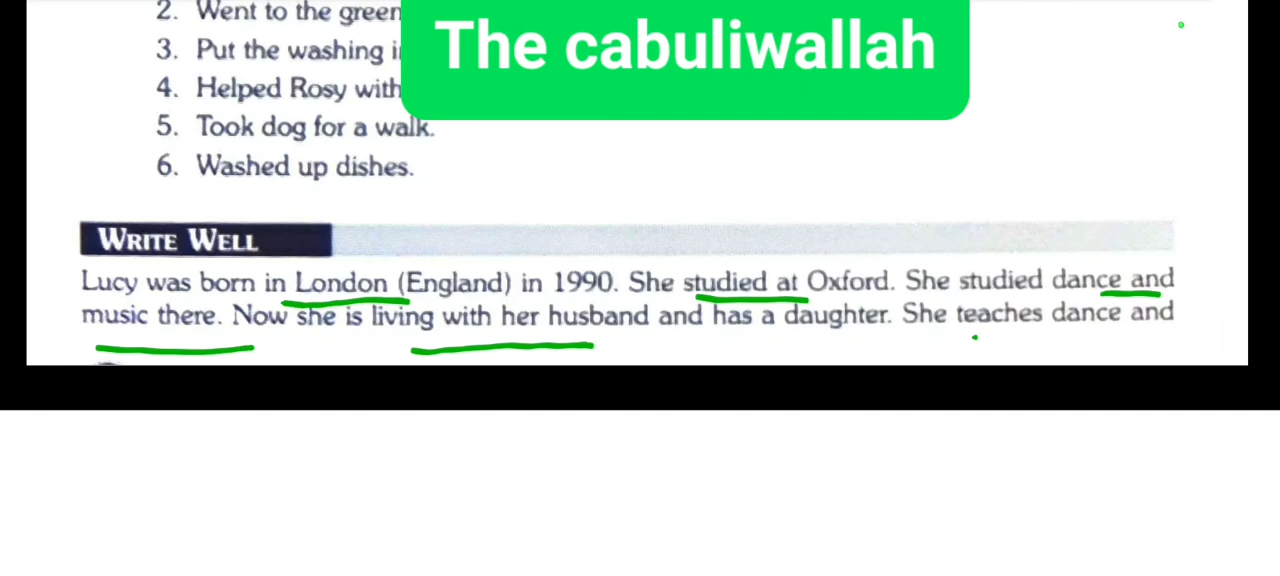 2. Went to the green
The cabuliwallah
3. Put the washing
4. Helped Rosy with
5. Took dog for a walk.
6. Washed up dishes.
WRITE WELL
Lucy was born in London (England) in 1990. She studied at Oxford. She studied dance and
music there. Now she is living with her husband and has a daughter. She teaches dance and